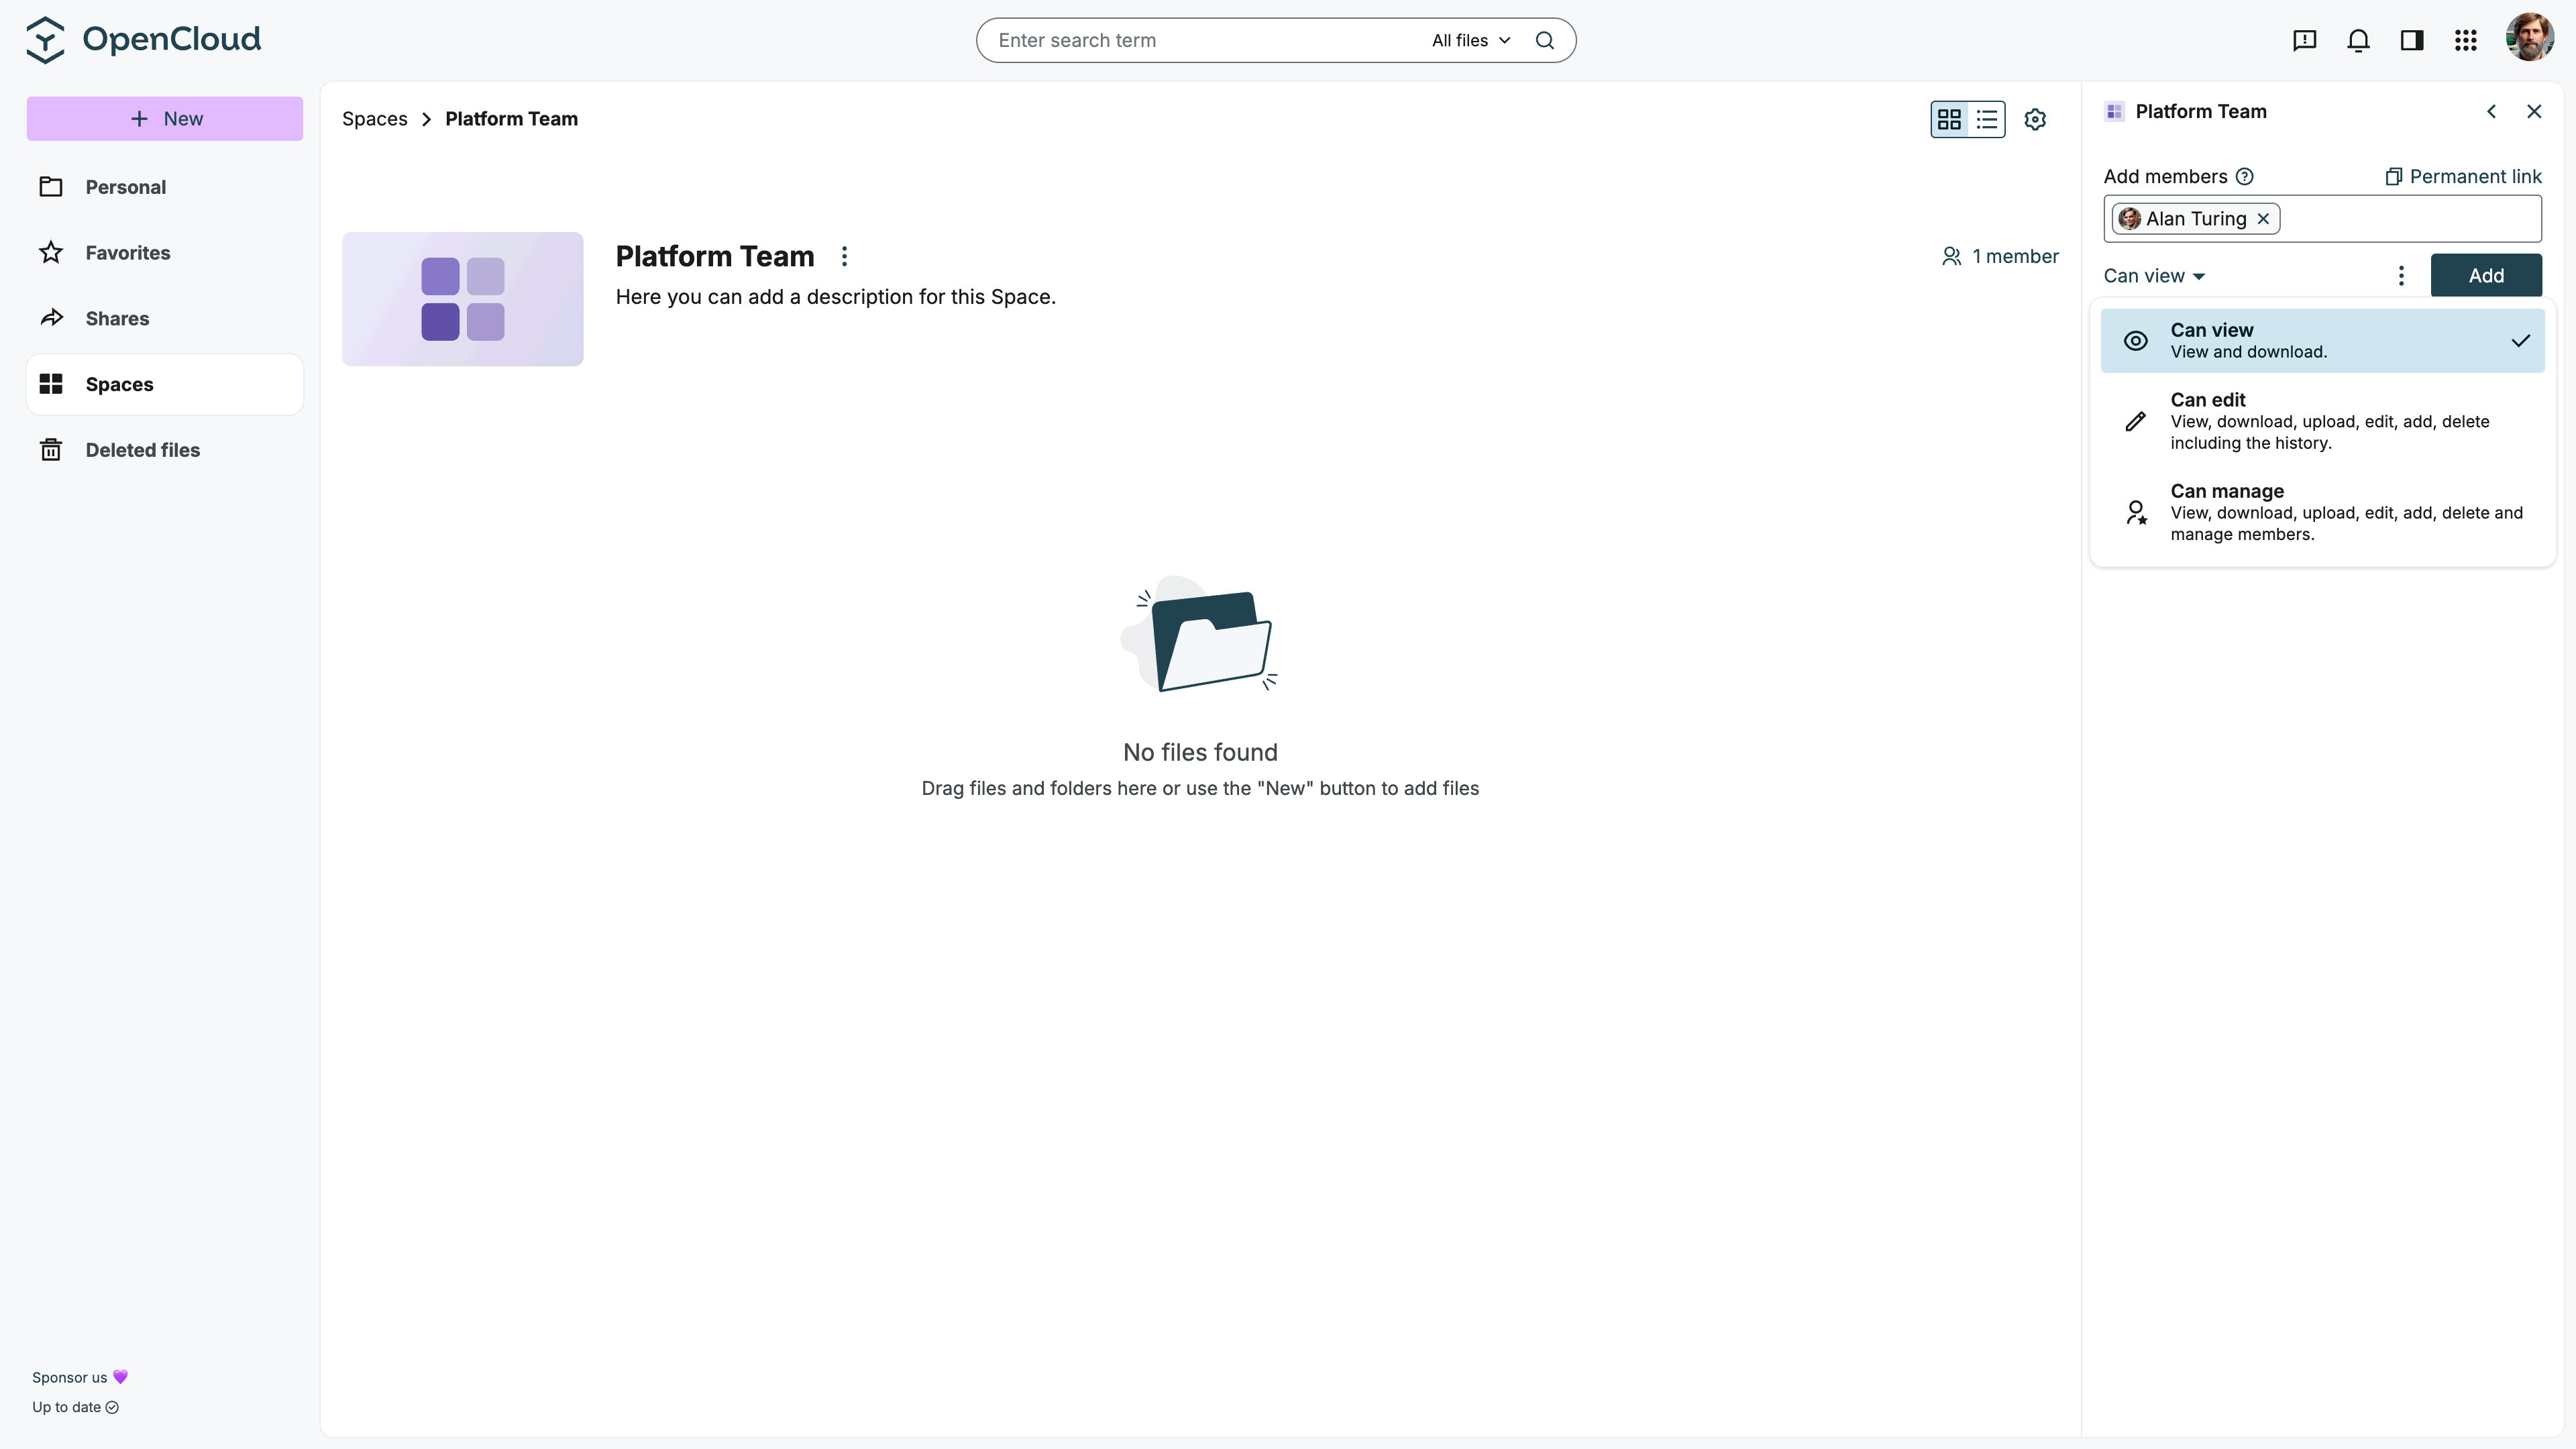 OpenCloud
Enter search term
All files
New
Personal
Favorites
Shares
Spaces
Deleted files
Sponsor us 💜
Up to date
Spaces
Platform Team
Platform Team
1 member
Here you can add a description for this Space.
No files found
Drag files and folders here or use the "New" button to add files
Platform Team
Add members
Permanent link
Alan Turing
Can view
Add
Can view
View and download.
Can edit
View, download, upload, edit, add, delete
including the history.
Can manage
View, download, upload, edit, add, delete and
manage members.